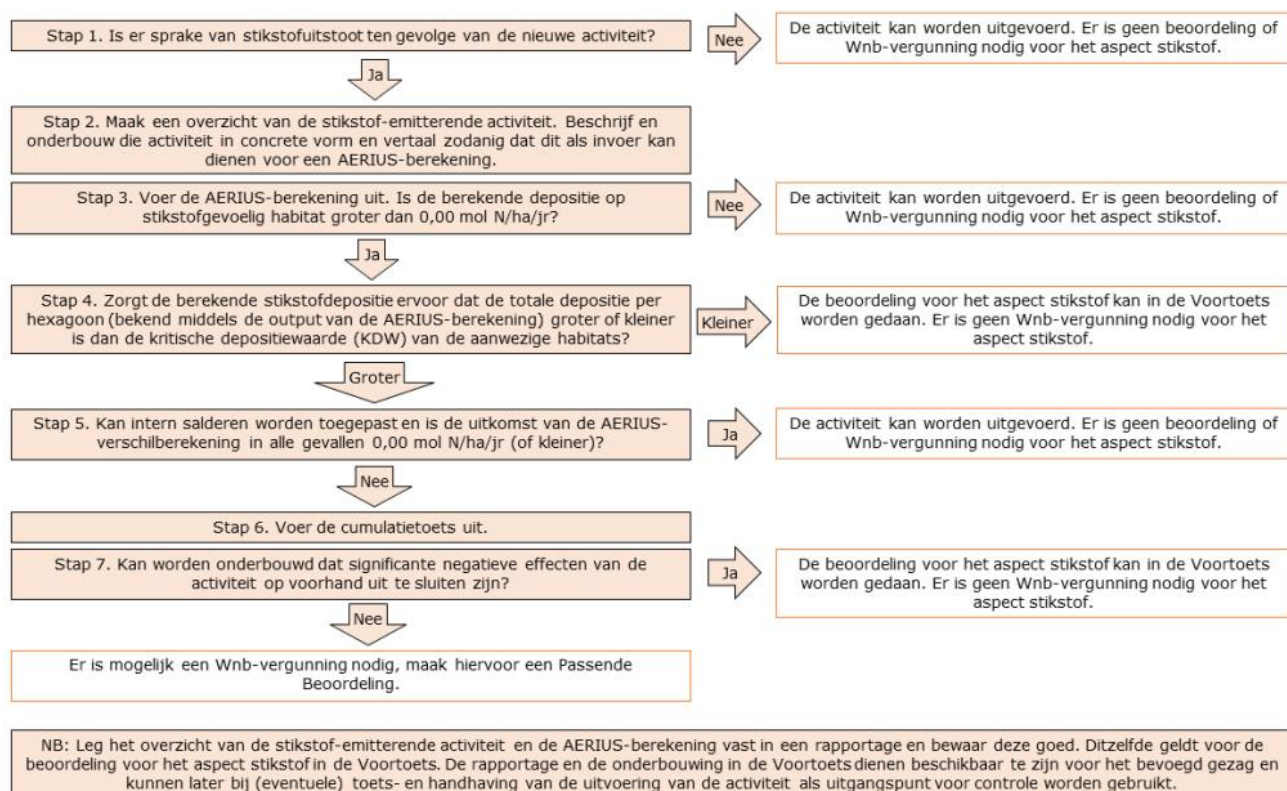 Stap 1. Is er sprake van stikstofuitstoot ten gevolge van de nieuwe activiteit?
Nee
De activiteit kan worden uitgevoerd. Er is geen beoordeling of
Wnb-vergunning nodig voor het aspect stikstof.
Ja
Stap 2. Maak een overzicht van de stikstof-emitterende activiteit. Beschrijf en
onderbouw die activiteit in concrete vorm en vertaal zodanig dat dit als invoer kan
dienen voor een AERIUS-berekening.
Stap 3. Voer de AERIUS-berekening uit. Is de berekende depositie op
stikstofgevoelig habitat groter dan 0,00 mol N/ha/jr?
Nee
De activiteit kan worden uitgevoerd. Er is geen beoordeling of
Wnb-vergunning nodig voor het aspect stikstof.
Ja
Stap 4. Zorgt de berekende stikstofdepositie ervoor dat de totale depositie per
hexagoon (bekend middels de output van de AERIUS-berekening) groter of kleiner
is dan de kritische depositiewaarde (KDW) van de aanwezige habitats?
Kleiner
De beoordeling voor het aspect stikstof kan in de Voortoets
worden gedaan. Er is geen Wnb-vergunning nodig voor het
aspect stikstof.
Groter
Stap 5. Kan intern salderen worden toegepast en is de uitkomst van de AERIUS-
verschilberekening in alle gevallen 0,00 mol N/ha/jr (of kleiner)?
Ja
De activiteit kan worden uitgevoerd. Er is geen beoordeling of
Wnb-vergunning nodig voor het aspect stikstof.
Nee
Stap 6. Voer de cumulatietoets uit.
Stap 7. Kan worden onderbouwd dat significante negatieve effecten van de
activiteit op voorhand uit te sluiten zijn?
Ja
De beoordeling voor het aspect stikstof kan in de Voortoets
worden gedaan. Er is geen Wnb-vergunning nodig voor het
aspect stikstof.
Nee
Er is mogelijk een Wnb-vergunning nodig, maak hiervoor een Passende
Beoordeling.
NB: Leg het overzicht van de stikstof-emitterende activiteit en de AERIUS-berekening vast in een rapportage en bewaar deze goed. Ditzelfde geldt voor de
beoordeling voor het aspect stikstof in de Voortoets. De rapportage en de onderbouwing in de Voortoets dienen beschikbaar te zijn voor het bevoegd gezag en
kunnen later bij (eventuele) toets- en handhaving van de uitvoering van de activiteit als uitgangspunt voor controle worden gebruikt.